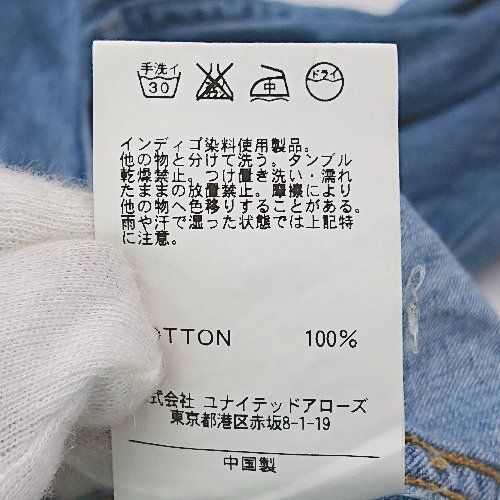 手洗イ
30
中
ドライ
インディゴ染料使用製品。
他の物と分けて洗う。タンブル
乾燥禁止。つけ置き洗い・濡れ
たままの放置禁止。摩擦により
他の物へ色移りすることがある。
雨や汗で湿った状態では上記特
に注意。
OTTON 100%
式会社 ユナイテッドアローズ
東京都港区赤坂8-1-19
中国製